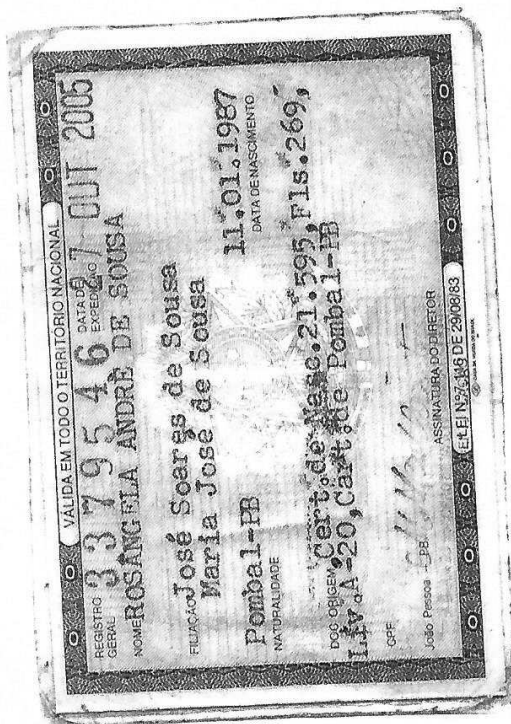 VÁLIDA EM TODO O TERRITÓRIO NACIONAL
REGISTRO GERAL 3379546 DATA DE EXPEDIÇÃO 27 OUT 2005
NOME ROSÂNGELA ANDRÉ DE SOUSA
FILIAÇÃO José Soares de Sousa
Maria José de Sousa
Pombal-PB 11.01.1987
NATURALIDADE DATA DE NASCIMENTO
DOC ORIGEM Cert.de Nasc.21.595,Fls.269,
Liv.A-20,Cart.de Pombal-PB
CPF
João Pessoa - PB.
ASSINATURA DO DIRETOR
LEI Nº 7.116 DE 29/08/83